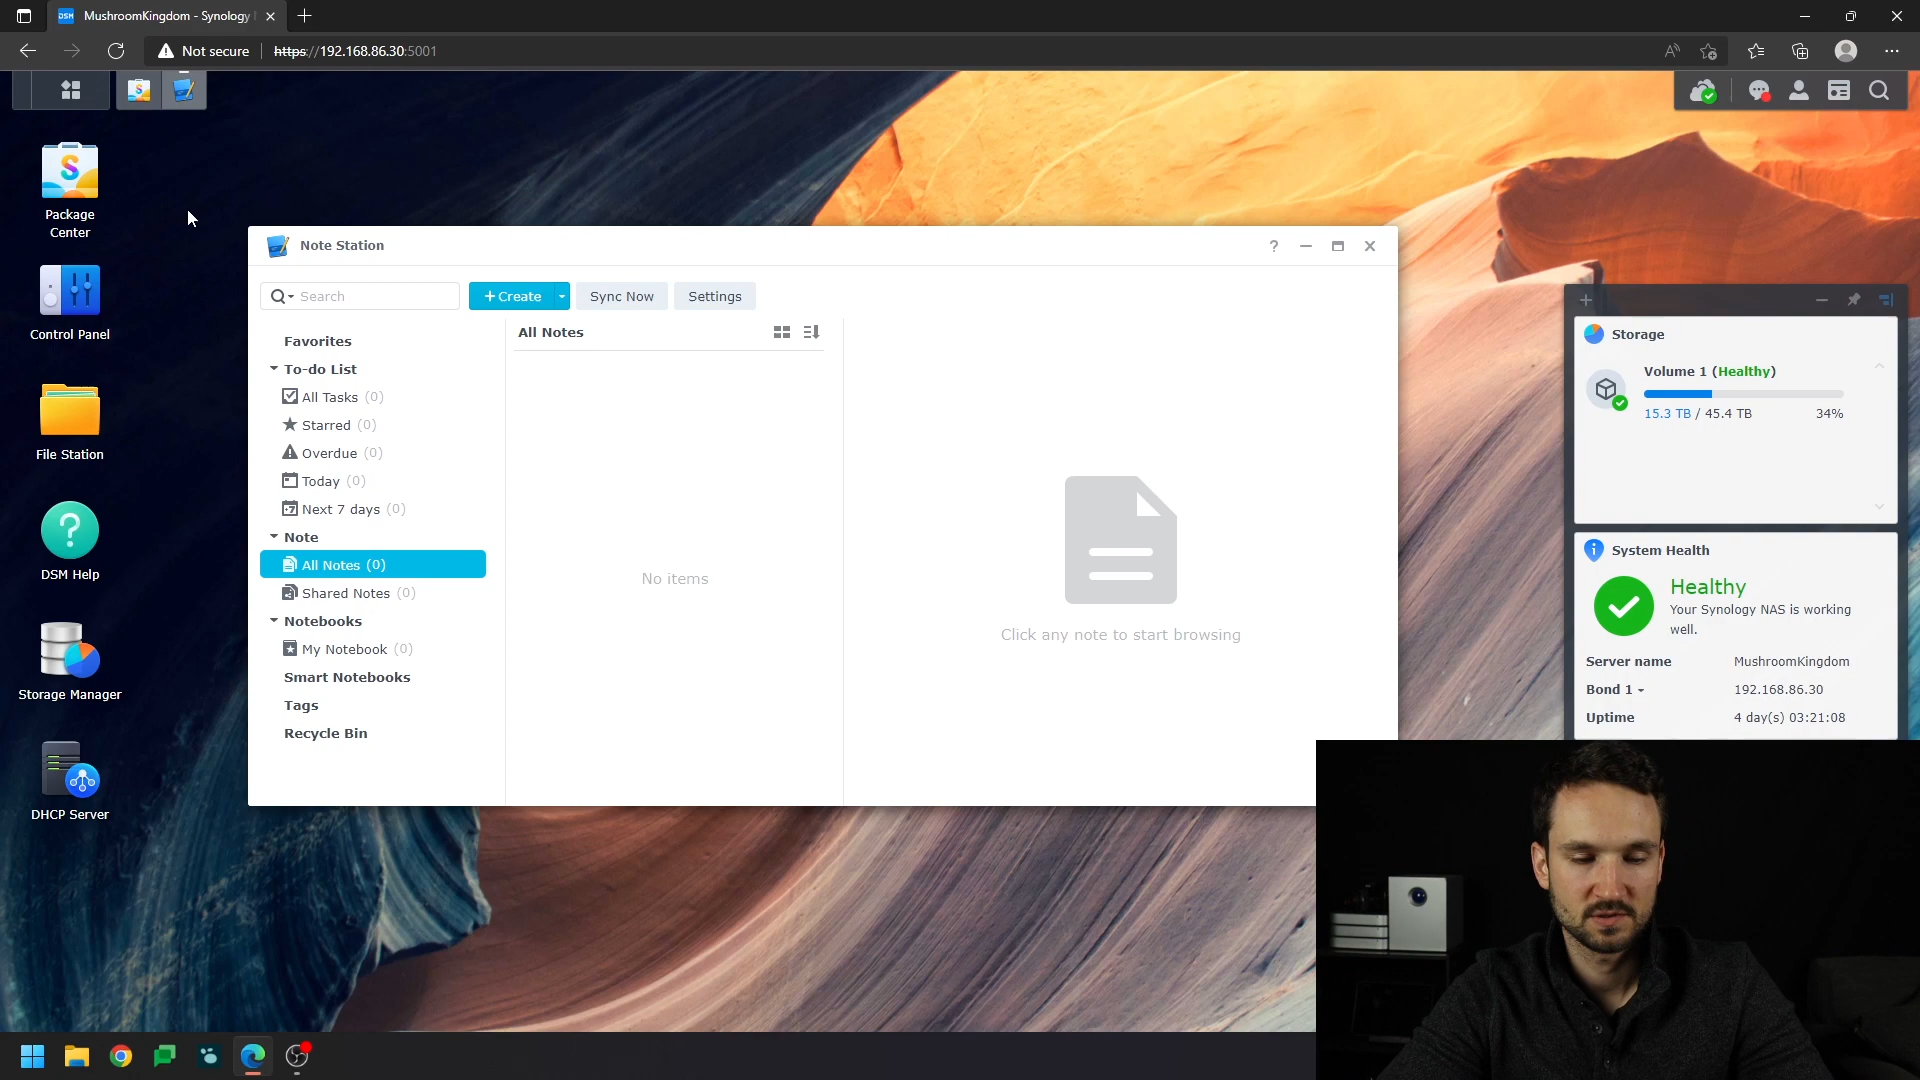 MushroomKingdom - Synology
Not secure
https://192.168.86.30:5001
Package
Center
Control Panel
File Station
DSM Help
Storage Manager
DHCP Server
Note Station
Search
+ Create
Sync Now
Settings
Favorites
To-do List
All Tasks (0)
Starred (0)
Overdue (0)
Today (0)
Next 7 days (0)
Note
All Notes (0)
Shared Notes (0)
Notebooks
My Notebook (0)
Smart Notebooks
Tags
Recycle Bin
All Notes
No items
Click any note to start browsing
Storage
Volume 1 (Healthy)
15.3 TB / 45.4 TB 34%
System Health
Healthy
Your Synology NAS is working
well.
Server name MushroomKingdom
Bond 1 192.168.86.30
Uptime 4 day(s) 03:21:08